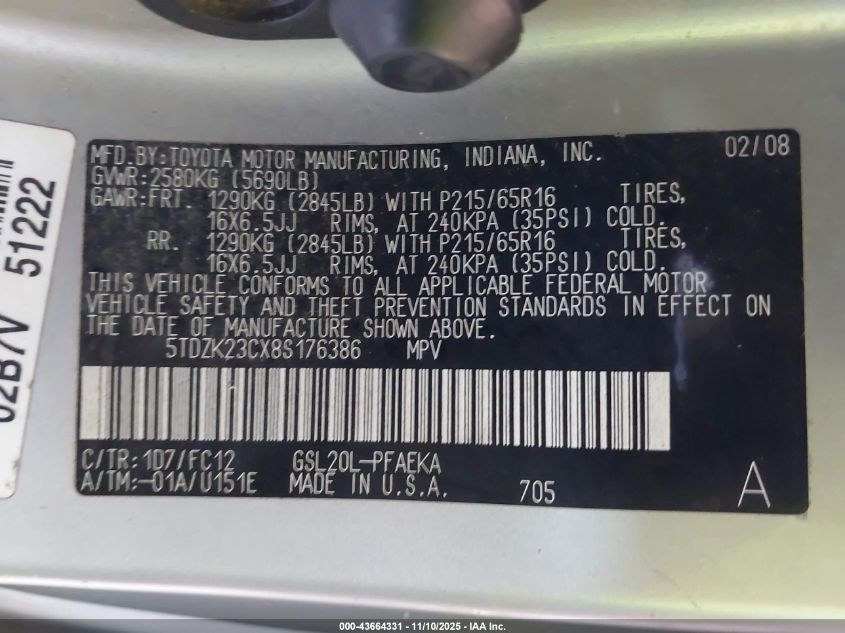 MFD.BY:TOYOTA MOTOR MANUFACTURING, INDIANA, INC. 02/08
GVWR:2580KG (5690LB)
GAWR:FRT. 1290KG (2845LB) WITH P215/65R16 TIRES,
16X6.5JJ RIMS, AT 240KPA (35PSI) COLD.
RR. 1290KG (2845LB) WITH P215/65R16 TIRES,
16X6.5JJ RIMS, AT 240KPA (35PSI) COLD.
THIS VEHICLE CONFORMS TO ALL APPLICABLE FEDERAL MOTOR
VEHICLE SAFETY AND THEFT PREVENTION STANDARDS IN EFFECT ON
THE DATE OF MANUFACTURE SHOWN ABOVE.
5TDZK23CX8S176386 MPV
C/TR:1D7/FC12 GSL20L-PFAEKA
A/TM:-01A/U151E MADE IN U.S.A. 705 A
51222
02B7V
000-43664331 - 11/10/2025 - IAA Inc.